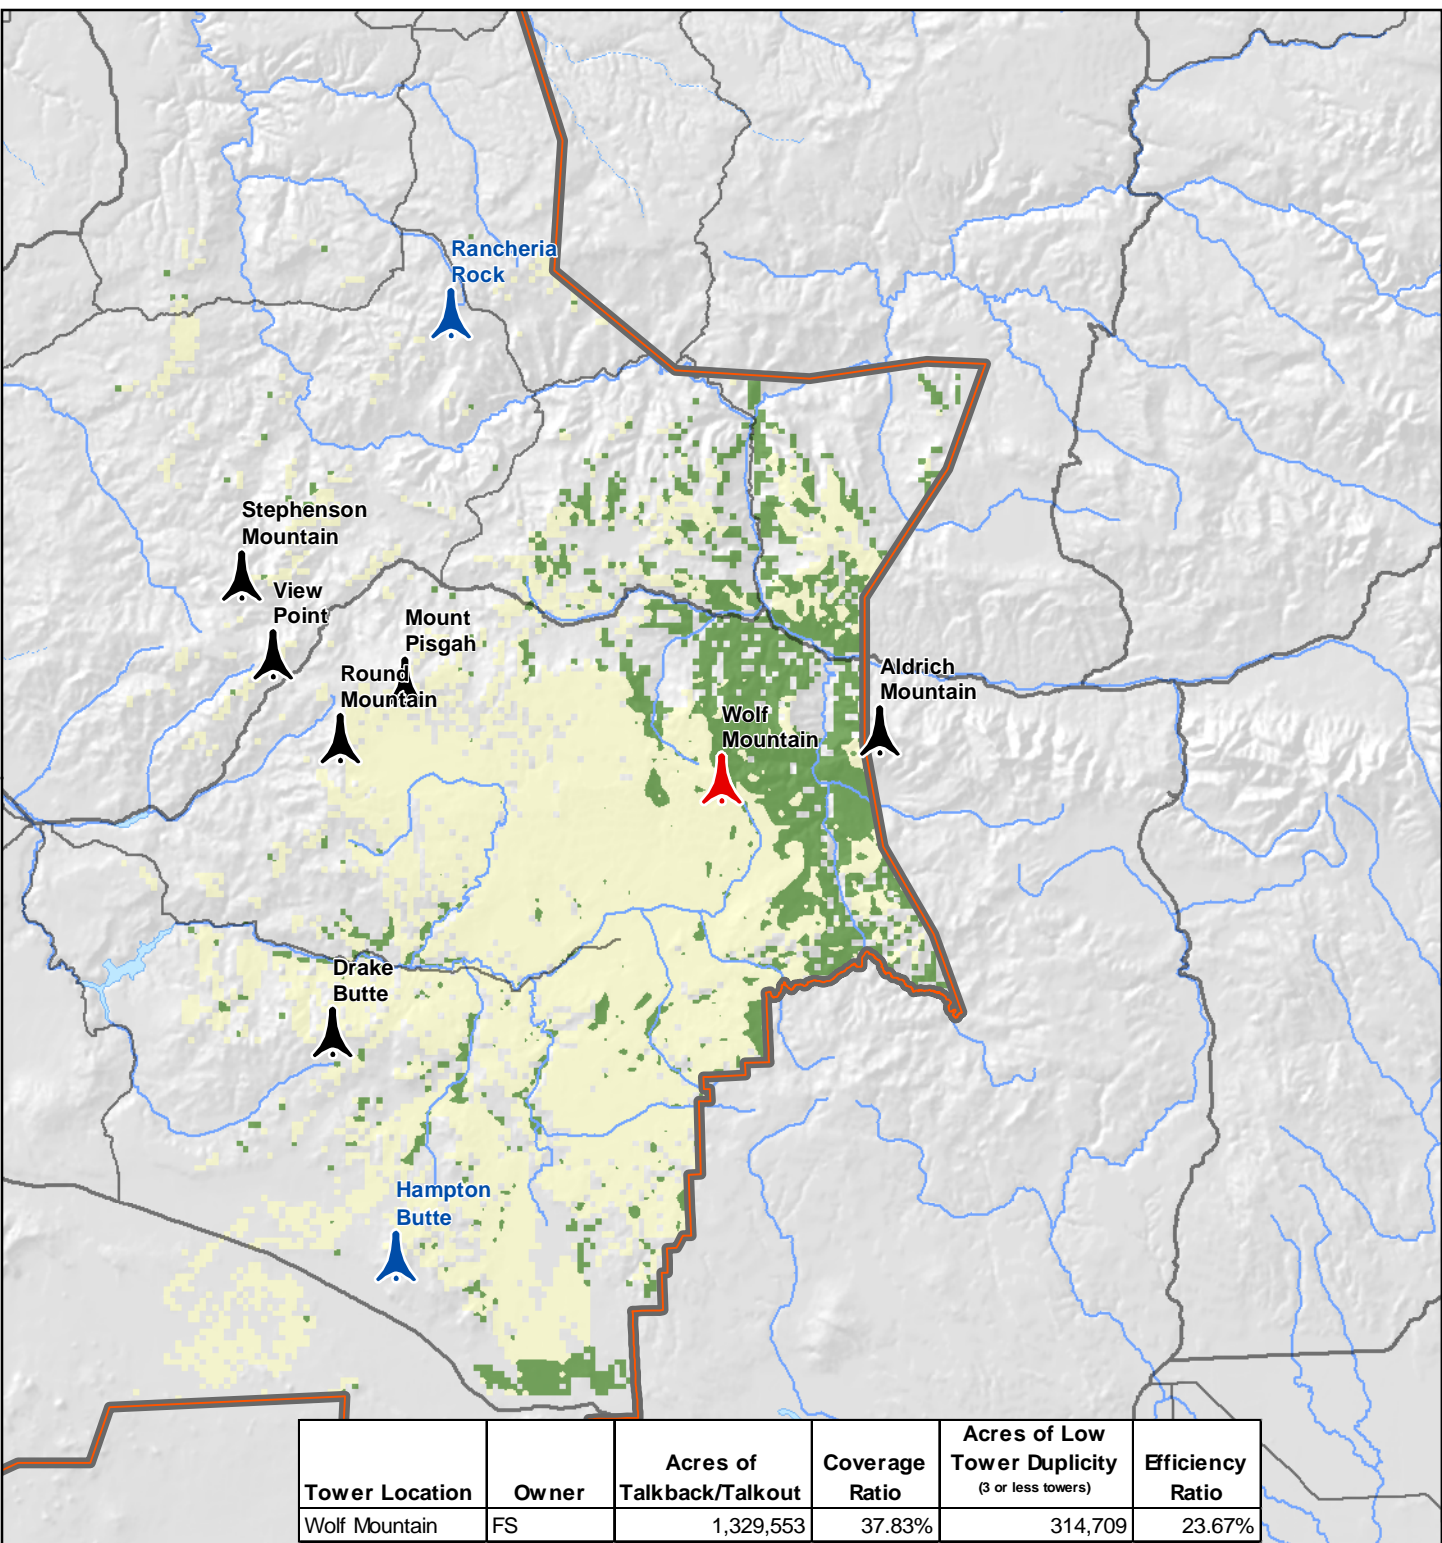 Rancheria
Rock
Stephenson
Mountain
View
Point
Mount
Pisgah
Round
Mountain
Aldrich
Mountain
Wolf
Mountain
Drake
Butte
Hampton
Butte
Tower Location
Owner
Acres of
Talkback/Talkout
Coverage
Ratio
Acres of Low
Tower Duplicity
(3 or less towers)
Efficiency
Ratio
Wolf Mountain FS 1,329,553 37.83% 314,709 23.67%